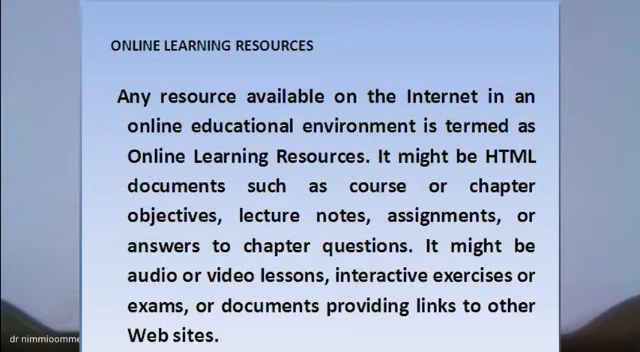 ONLINE LEARNING RESOURCES
Any resource available on the Internet in an
online educational environment is termed as
Online Learning Resources. It might be HTML
documents such as course or chapter
objectives, lecture notes, assignments, or
answers to chapter questions. It might be
audio or video lessons, interactive exercises or
exams, or documents providing links to other
Web sites.
dr nimmioomme